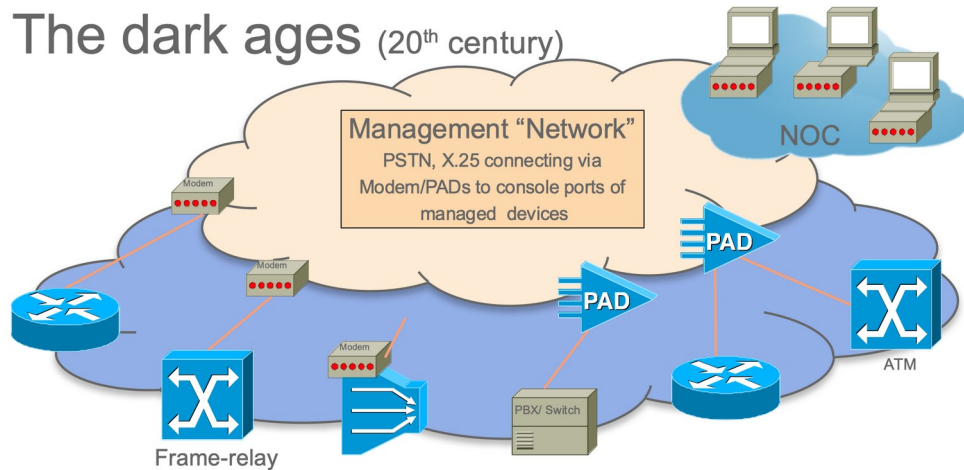 The dark ages (20th century)
NOC
Management “Network”
PSTN, X.25 connecting via
Modem/PADs to console ports of
managed devices
Modem
Modem
Modem
PAD
PAD
PBX/ Switch
ATM
Frame-relay